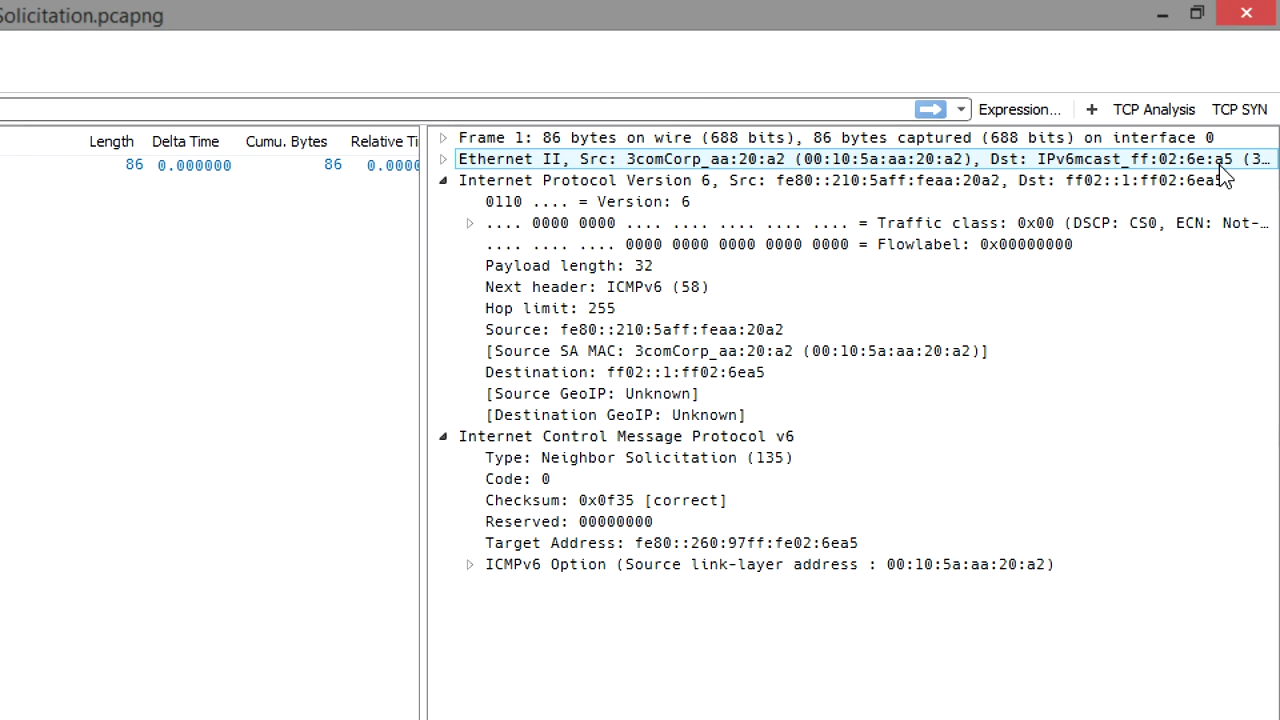 Solicitation.pcapng
Expression... + TCP Analysis TCP SYN
Length Delta Time Cumu. Bytes Relative Ti
86 0.000000 86 0.0000
Frame 1: 86 bytes on wire (688 bits), 86 bytes captured (688 bits) on interface 0
Ethernet II, Src: 3comCorp_aa:20:a2 (00:10:5a:aa:20:a2), Dst: IPv6mcast_ff:02:6e:a5 (3…
Internet Protocol Version 6, Src: fe80::210:5aff:feaa:20a2, Dst: ff02::1:ff02:6ea5
0110 .... = Version: 6
.... 0000 0000 .... .... .... .... .... = Traffic class: 0x00 (DSCP: CS0, ECN: Not-…
.... .... .... 0000 0000 0000 0000 0000 = Flowlabel: 0x00000000
Payload length: 32
Next header: ICMPv6 (58)
Hop limit: 255
Source: fe80::210:5aff:feaa:20a2
[Source SA MAC: 3comCorp_aa:20:a2 (00:10:5a:aa:20:a2)]
Destination: ff02::1:ff02:6ea5
[Source GeoIP: Unknown]
[Destination GeoIP: Unknown]
Internet Control Message Protocol v6
Type: Neighbor Solicitation (135)
Code: 0
Checksum: 0x0f35 [correct]
Reserved: 00000000
Target Address: fe80::260:97ff:fe02:6ea5
ICMPv6 Option (Source link-layer address : 00:10:5a:aa:20:a2)